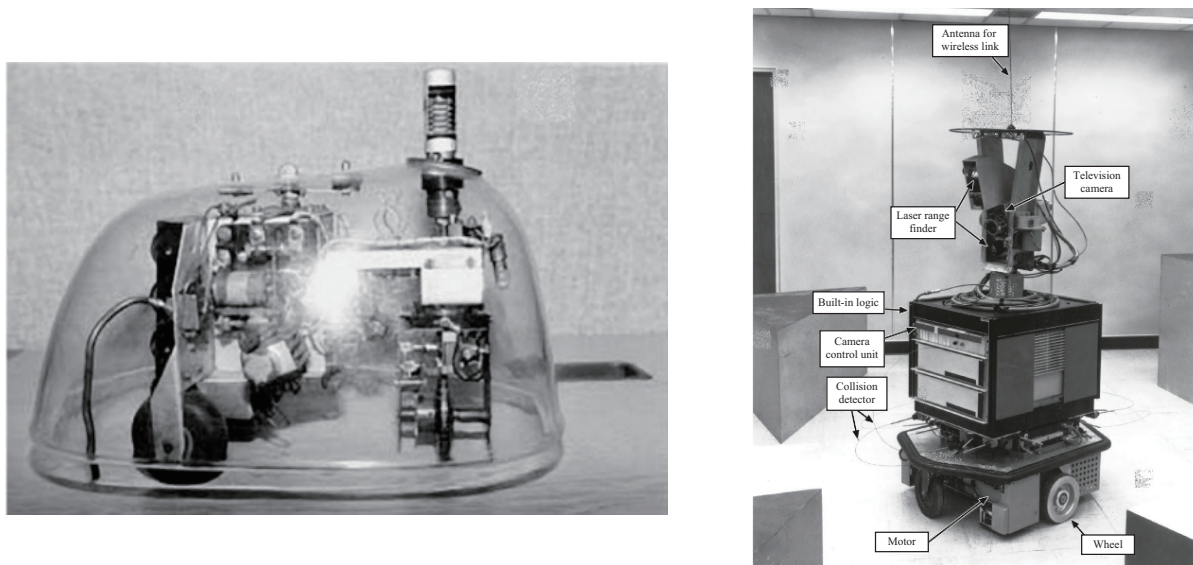 Antenna for
wireless link
Television
camera
Laser range
finder
Built-in logic
Camera
control unit
Collision
detector
Motor
Wheel